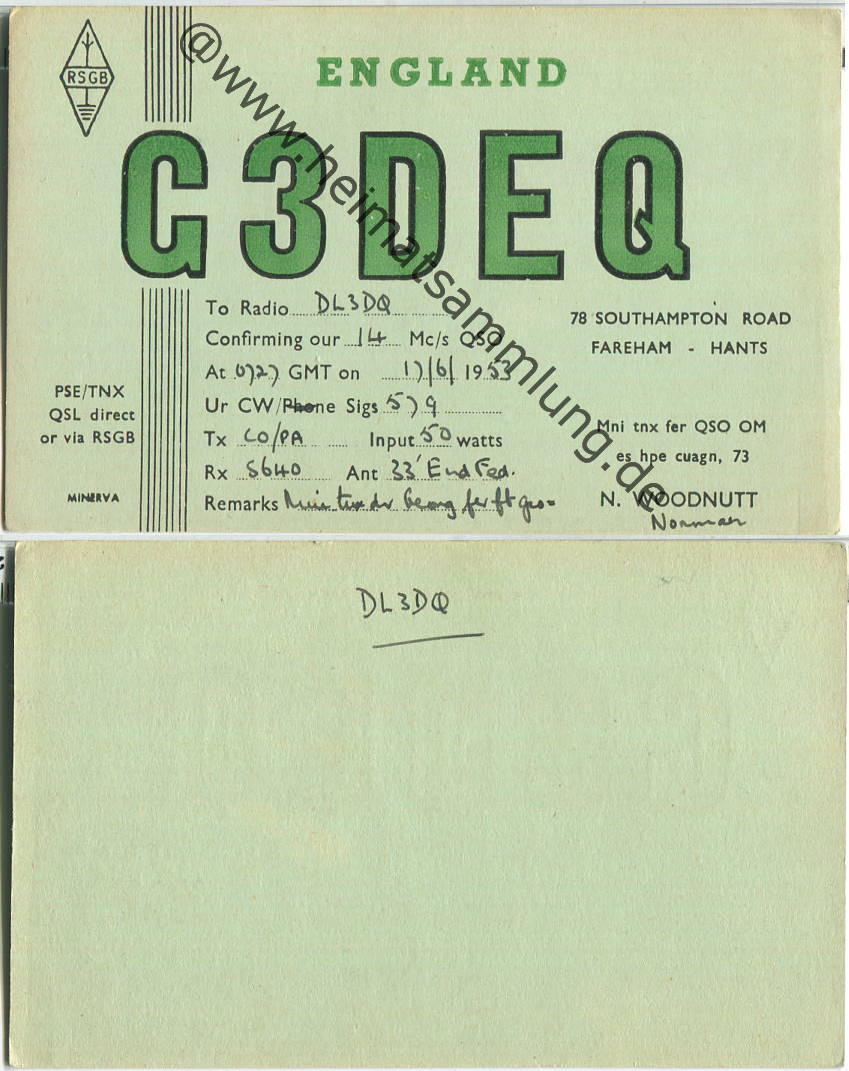 RSGB
ENGLAND
G3DEQ
To Radio DL3DQ
Confirming our 14 Mc/s QSO
At 0727 GMT on 17/6/ 1953
Ur CW/Phone Sigs 579
Tx CO/PA Input 50 watts
Rx S640 Ant 33' End Fed.
Remarks
PSE/TNX
QSL direct
or via RSGB
MINERVA
78 SOUTHAMPTON ROAD
FAREHAM - HANTS
Mni tnx fer QSO OM
es hpe cuagn, 73
N. WOODNUTT
Norman
@www.heimatsammlung.de
DL3DQ